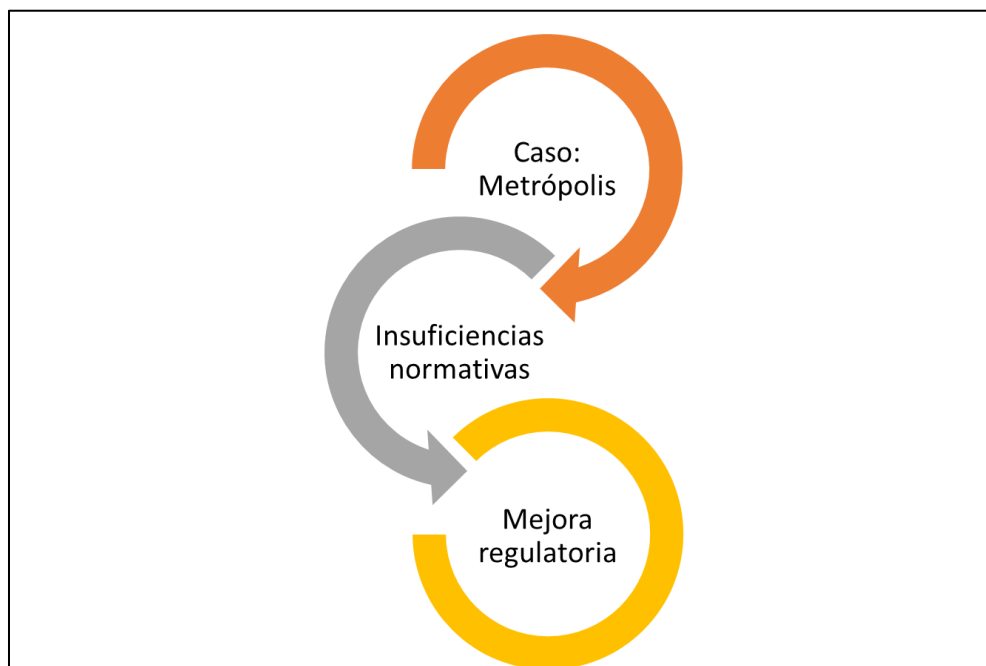 Caso:
Metrópolis
Insuficiencias
normativas
Mejora
regulatoria